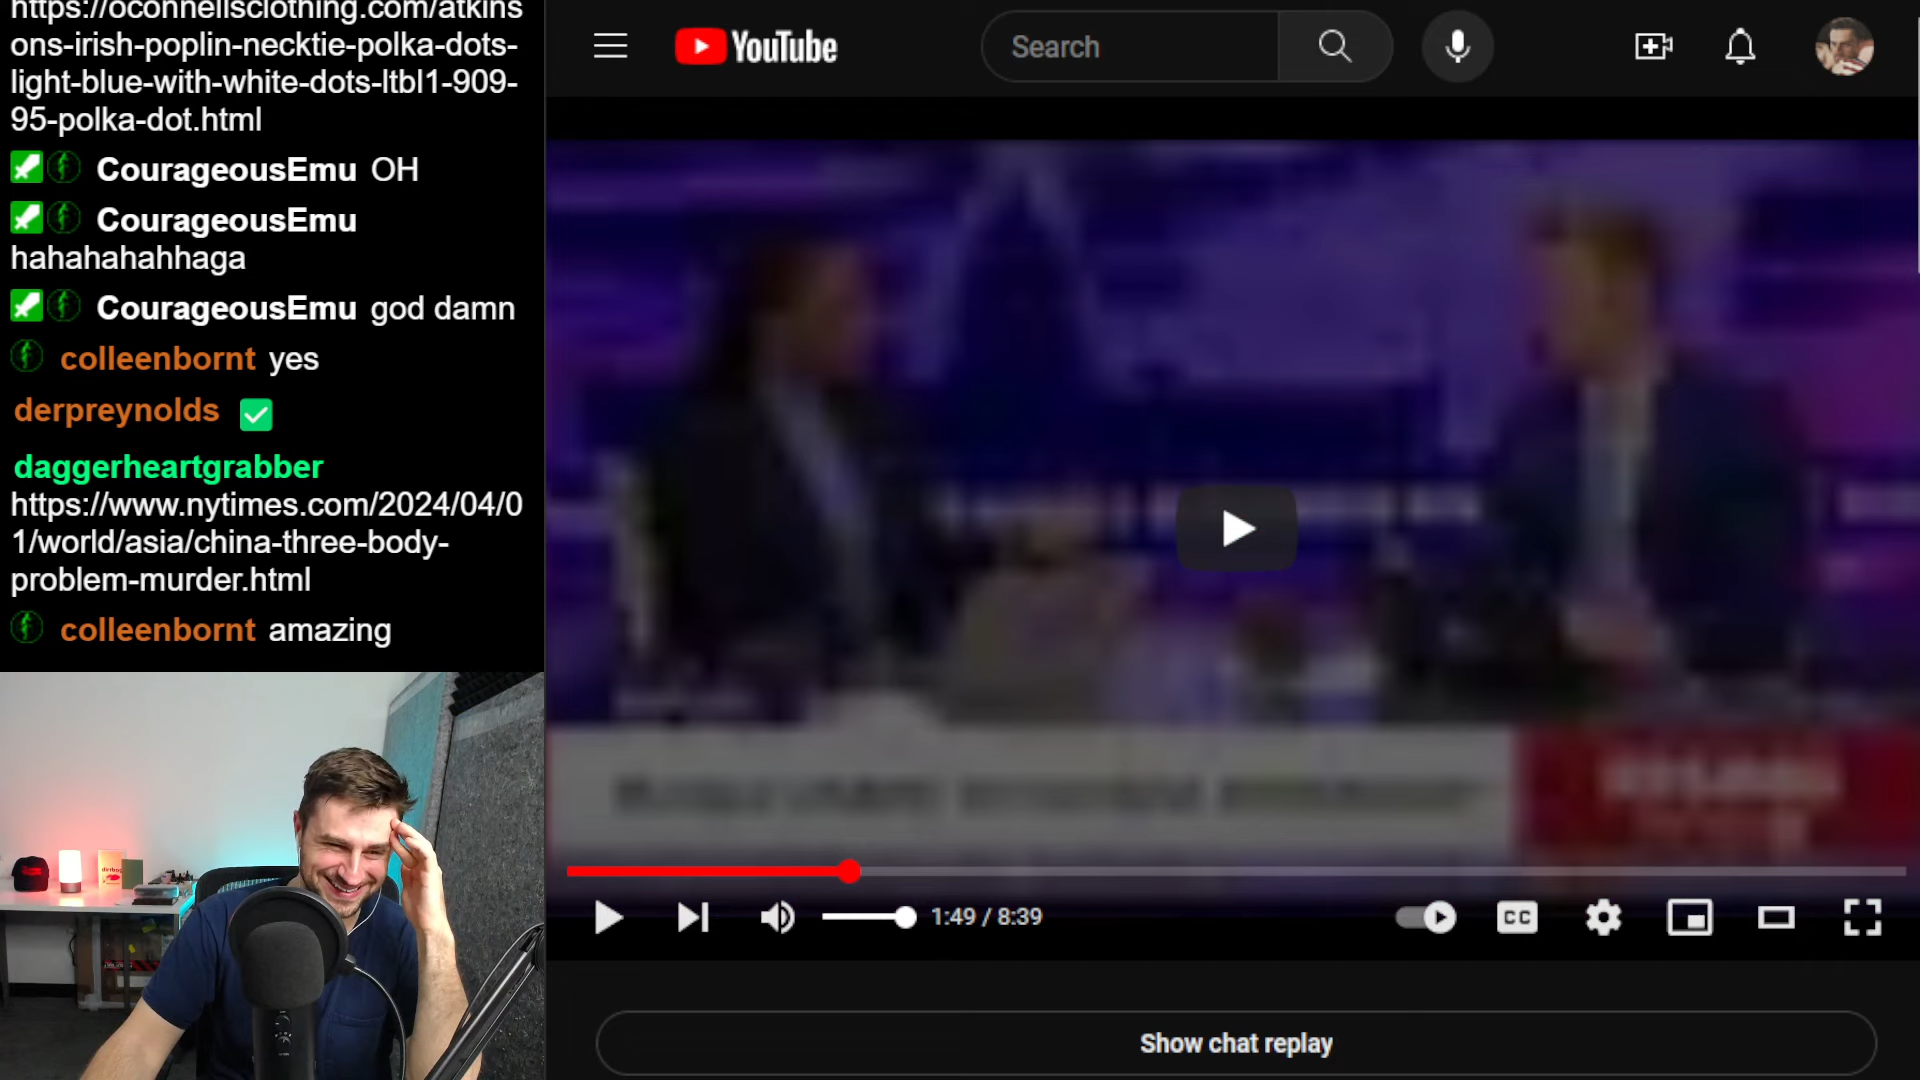 https://oconnellsclothing.com/atkins
ons-irish-poplin-necktie-polka-dots-
light-blue-with-white-dots-ltbl1-909-
95-polka-dot.html
CourageousEmu OH
CourageousEmu
hahahahahhaga
CourageousEmu god damn
colleenbornt yes
derpreynolds
daggerheartgrabber
https://www.nytimes.com/2024/04/0
1/world/asia/china-three-body-
problem-murder.html
colleenbornt amazing
YouTube
Search
1:49 / 8:39
CC
Show chat replay